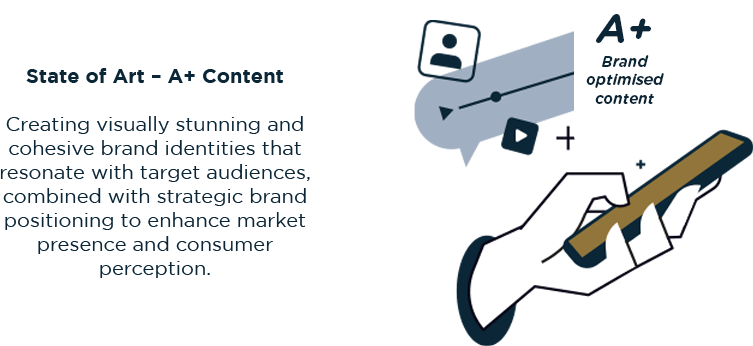 State of Art – A+ Content
Creating visually stunning and
cohesive brand identities that
resonate with target audiences,
combined with strategic brand
positioning to enhance market
presence and consumer
perception.
A+
Brand
optimised
content